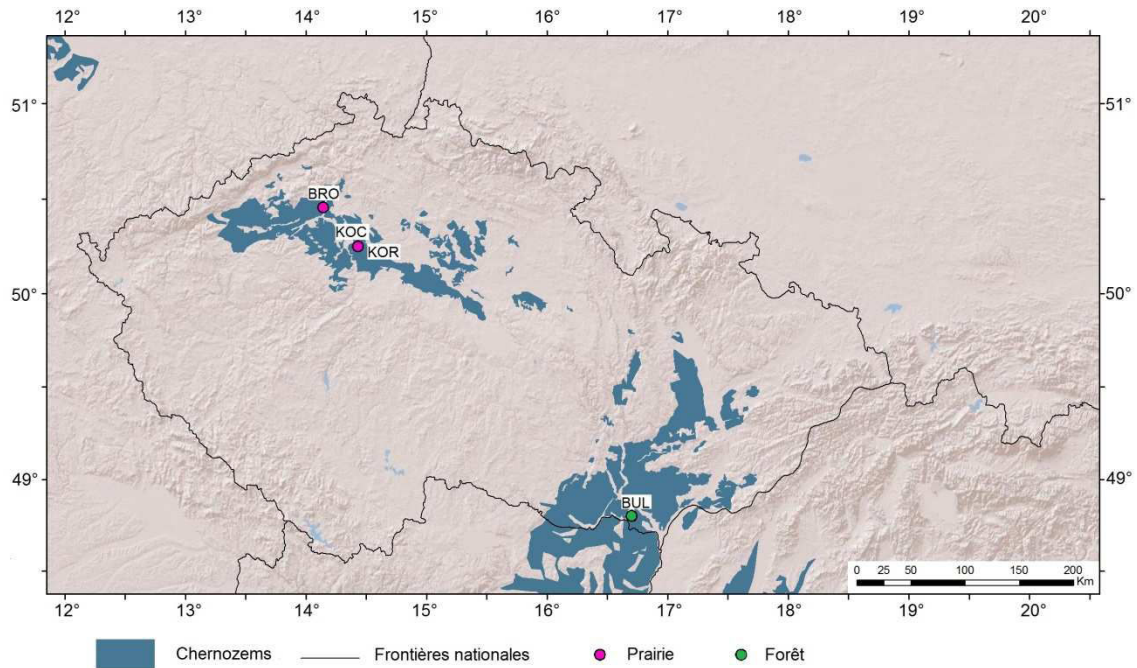 12° 13° 14° 15° 16° 17° 18° 19° 20°
51° 51°
BRO
KOC
KOR
50° 50°
49° 49°
BUL
0 25 50 100 150 200
Km
12° 13° 14° 15° 16° 17° 18° 19° 20°
Chernozems Frontières nationales Prairie Forêt